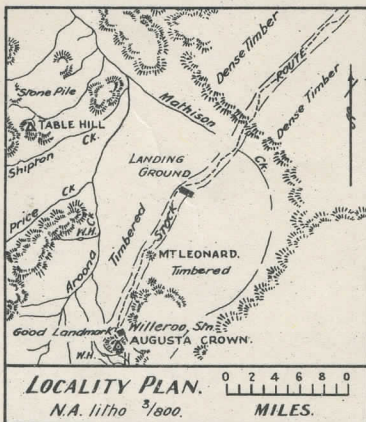 Dense Timber
ROUTE
Dense Timber
Stone Pile
Mathison
TABLE HILL
Ck.
Shipton
LANDING
GROUND
Ck
Price
Ck
W.H.
Ck
Timbered
Stock
MT LEONARD.
Timbered
Aroona
Good Landmark
Willeroo Stn
AUGUSTA CROWN.
W.H.
LOCALITY PLAN.
0 2 4 6 8 0
N.A. litho 3/800.
MILES.